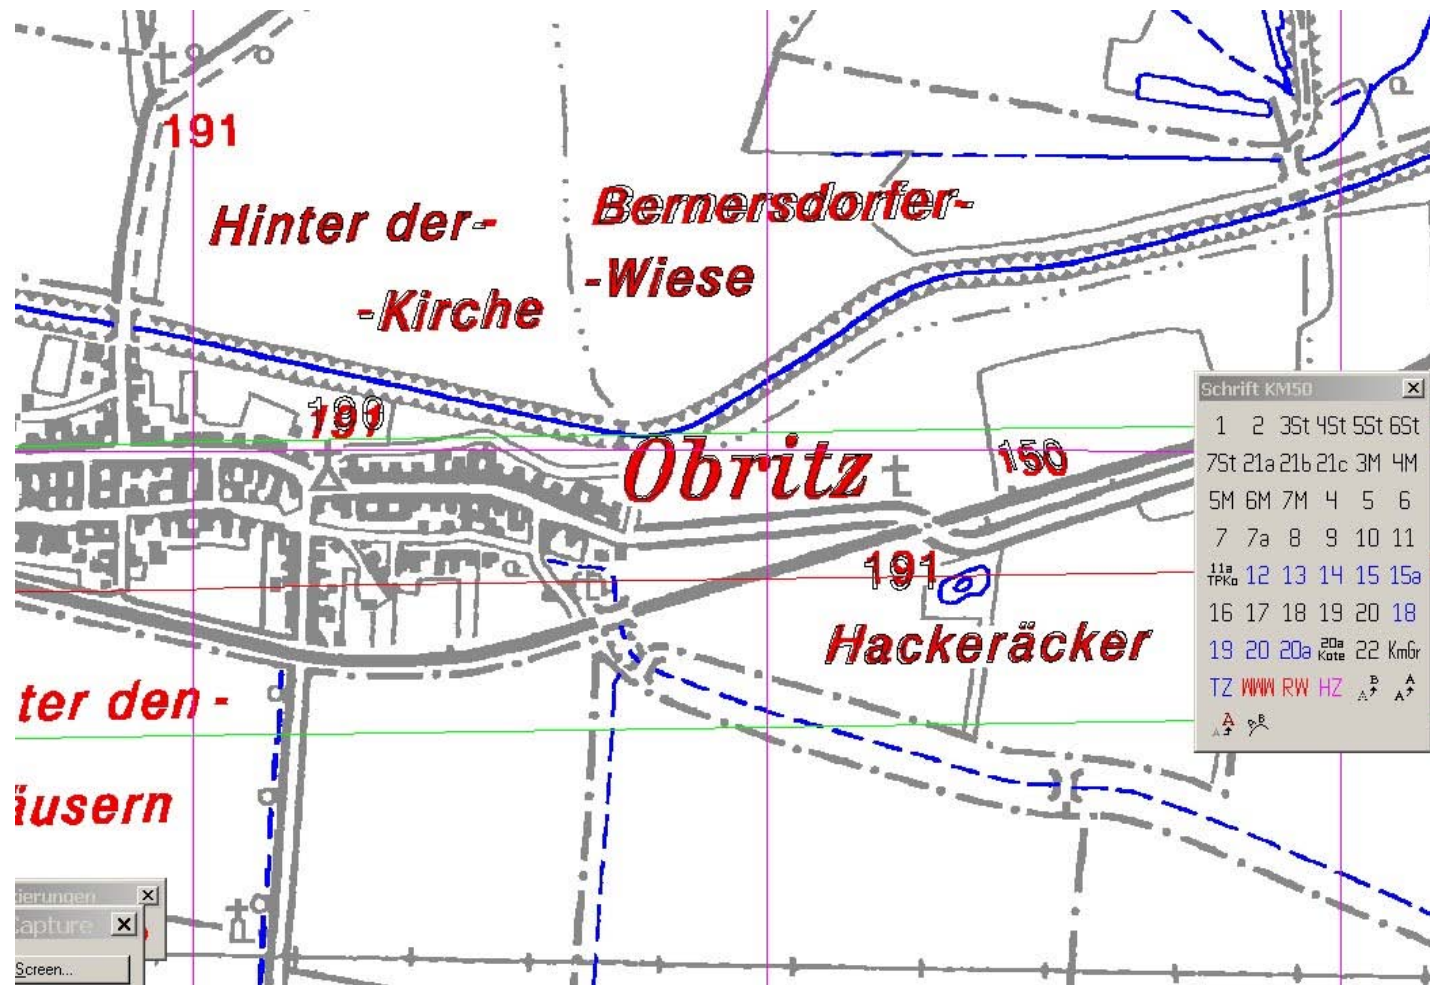 191
Hinter der-
-Kirche
Bernersdorfer-
-Wiese
191
Obritz
150
191
Hackeräcker
ter den-
äusern
Schrift KM50
1 2 3St 4St 5St 6St
7St 21a 21b 21c 3M 4M
5M 6M 7M 4 5 6
7 7a 8 9 10 11
11a TPKo 12 13 14 15 15a
16 17 18 19 20 18
19 20 20a 20a Kote 22 KmGr
TZ WWW RW HZ A B A A
A A B
ierungen
Capture
Screen...